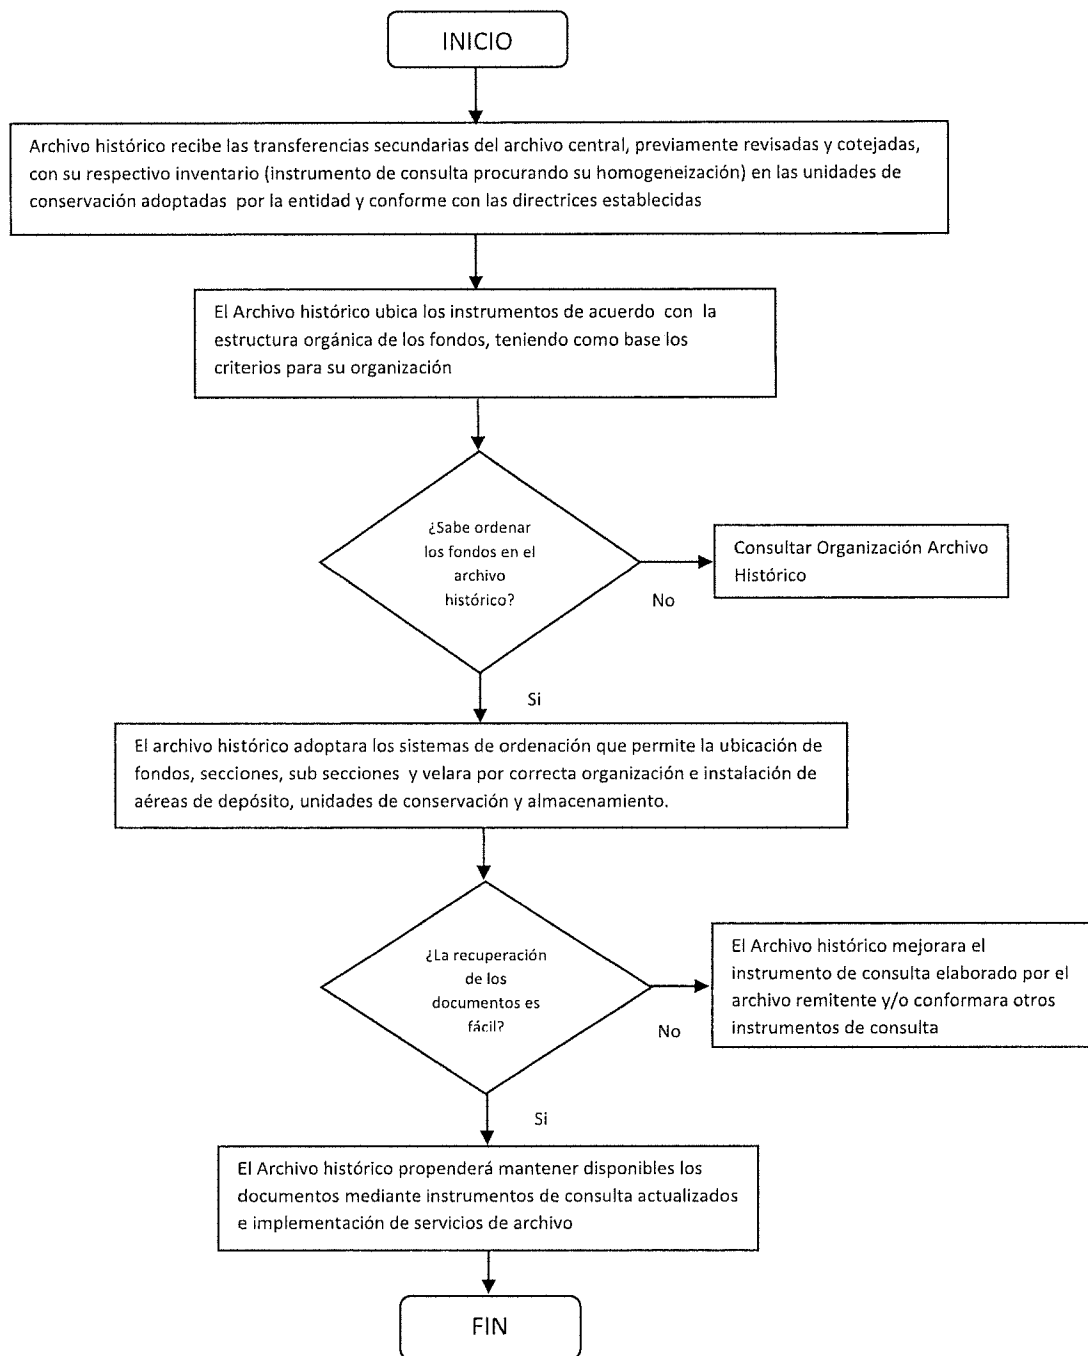 INICIO
Archivo histórico recibe las transferencias secundarias del archivo central, previamente revisadas y cotejadas,
con su respectivo inventario (instrumento de consulta procurando su homogeneización) en las unidades de
conservación adoptadas por la entidad y conforme con las directrices establecidas
El Archivo histórico ubica los instrumentos de acuerdo con la
estructura orgánica de los fondos, teniendo como base los
criterios para su organización
¿Sabe ordenar
los fondos en el
archivo
histórico?
No
Consultar Organización Archivo
Histórico
Si
El archivo histórico adoptara los sistemas de ordenación que permite la ubicación de
fondos, secciones, sub secciones y velara por correcta organización e instalación de
aéreas de depósito, unidades de conservación y almacenamiento.
¿La recuperación
de los
documentos es
fácil?
No
El Archivo histórico mejorara el
instrumento de consulta elaborado por el
archivo remitente y/o conformara otros
instrumentos de consulta
Si
El Archivo histórico propenderá mantener disponibles los
documentos mediante instrumentos de consulta actualizados
e implementación de servicios de archivo
FIN